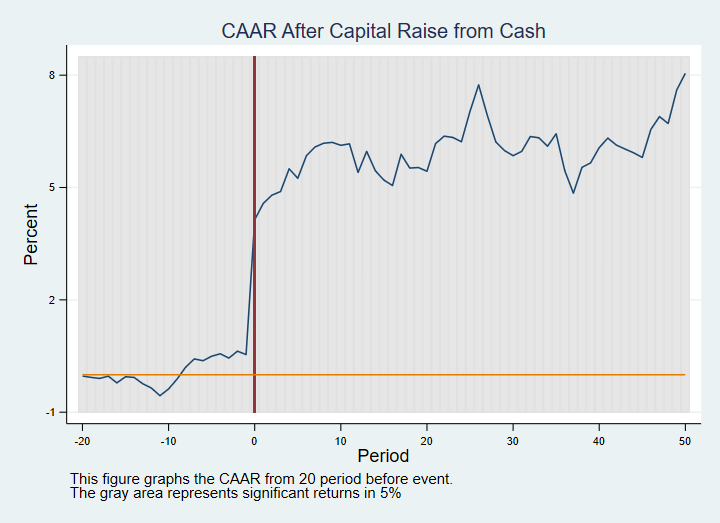 CAAR After Capital Raise from Cash
Percent
8
5
2
-1
-20 -10 0 10 20 30 40 50
Period
This figure graphs the CAAR from 20 period before event.
The gray area represents significant returns in 5%